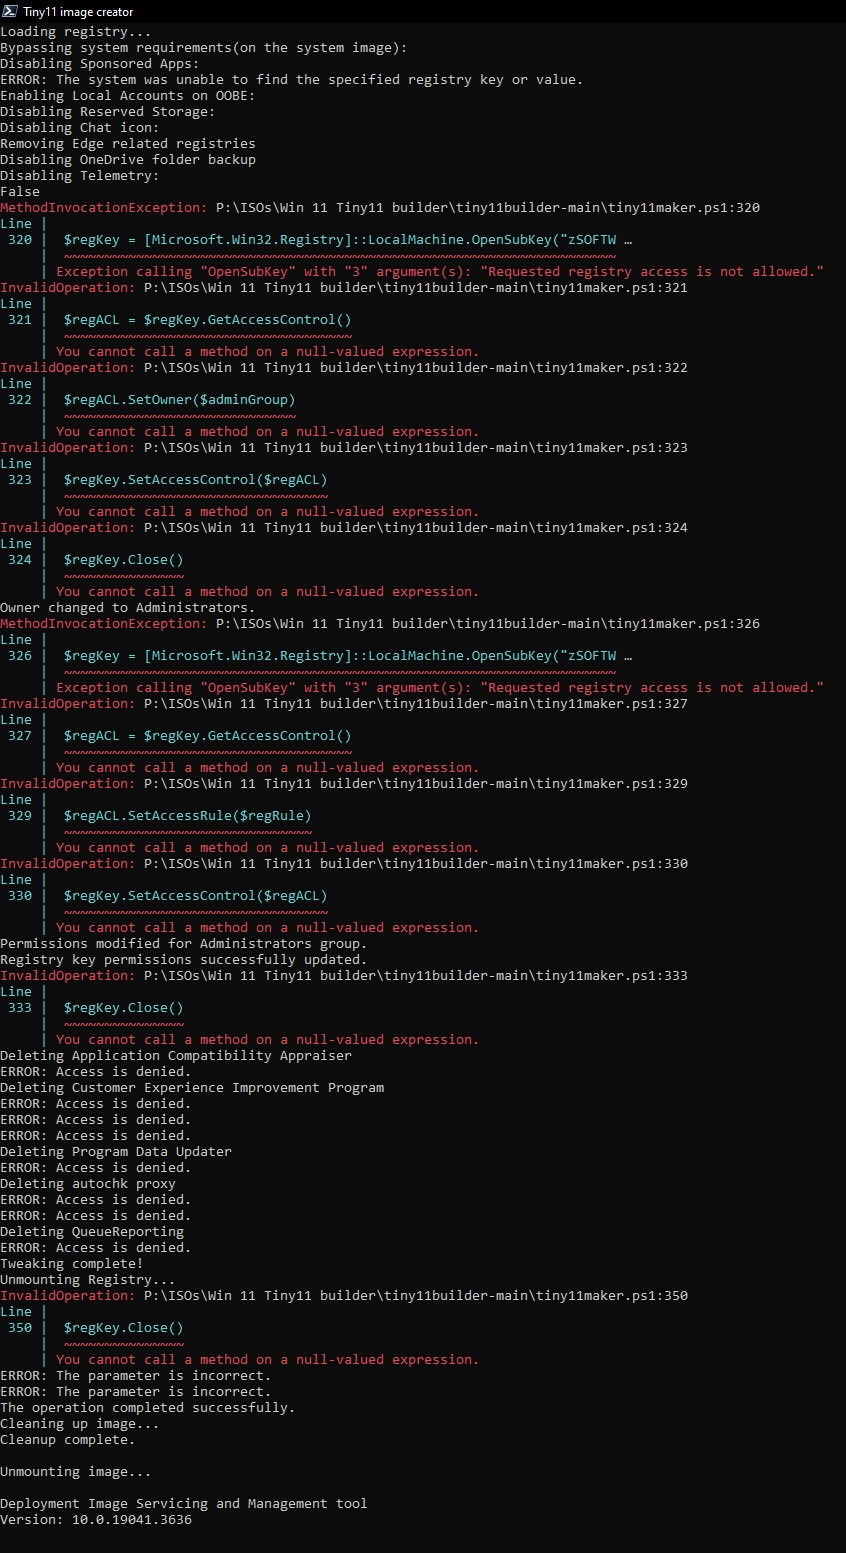 Tiny11 image creator
Loading registry...
Bypassing system requirements(on the system image):
Disabling Sponsored Apps:
ERROR: The system was unable to find the specified registry key or value.
Enabling Local Accounts on OOBE:
Disabling Reserved Storage:
Disabling Chat icon:
Removing Edge related registries
Disabling OneDrive folder backup
Disabling Telemetry:
False
MethodInvocationException: P:\ISOs\Win 11 Tiny11 builder\tiny11builder-main\tiny11maker.ps1:320
Line |
320 | $regKey = [Microsoft.Win32.Registry]::LocalMachine.OpenSubKey("zSOFTW …
| ~~~~~~~~~~~~~~~~~~~~~~~~~~~~~~~~~~~~~~~~~~~~~~~~~~~~~~~~~~~~~~~~~~~~~
| Exception calling "OpenSubKey" with "3" argument(s): "Requested registry access is not allowed."
InvalidOperation: P:\ISOs\Win 11 Tiny11 builder\tiny11builder-main\tiny11maker.ps1:321
Line |
321 | $regACL = $regKey.GetAccessControl()
| ~~~~~~~~~~~~~~~~~~~~~~~~~~~~~~~~~~~~
| You cannot call a method on a null-valued expression.
InvalidOperation: P:\ISOs\Win 11 Tiny11 builder\tiny11builder-main\tiny11maker.ps1:322
Line |
322 | $regACL.SetOwner($adminGroup)
| ~~~~~~~~~~~~~~~~~~~~~~~~~~~~~
| You cannot call a method on a null-valued expression.
InvalidOperation: P:\ISOs\Win 11 Tiny11 builder\tiny11builder-main\tiny11maker.ps1:323
Line |
323 | $regKey.SetAccessControl($regACL)
| ~~~~~~~~~~~~~~~~~~~~~~~~~~~~~~~~~
| You cannot call a method on a null-valued expression.
InvalidOperation: P:\ISOs\Win 11 Tiny11 builder\tiny11builder-main\tiny11maker.ps1:324
Line |
324 | $regKey.Close()
| ~~~~~~~~~~~~~~~
| You cannot call a method on a null-valued expression.
Owner changed to Administrators.
MethodInvocationException: P:\ISOs\Win 11 Tiny11 builder\tiny11builder-main\tiny11maker.ps1:326
Line |
326 | $regKey = [Microsoft.Win32.Registry]::LocalMachine.OpenSubKey("zSOFTW …
| ~~~~~~~~~~~~~~~~~~~~~~~~~~~~~~~~~~~~~~~~~~~~~~~~~~~~~~~~~~~~~~~~~~~~~
| Exception calling "OpenSubKey" with "3" argument(s): "Requested registry access is not allowed."
InvalidOperation: P:\ISOs\Win 11 Tiny11 builder\tiny11builder-main\tiny11maker.ps1:327
Line |
327 | $regACL = $regKey.GetAccessControl()
| ~~~~~~~~~~~~~~~~~~~~~~~~~~~~~~~~~~~~
| You cannot call a method on a null-valued expression.
InvalidOperation: P:\ISOs\Win 11 Tiny11 builder\tiny11builder-main\tiny11maker.ps1:329
Line |
329 | $regACL.SetAccessRule($regRule)
| ~~~~~~~~~~~~~~~~~~~~~~~~~~~~~~~
| You cannot call a method on a null-valued expression.
InvalidOperation: P:\ISOs\Win 11 Tiny11 builder\tiny11builder-main\tiny11maker.ps1:330
Line |
330 | $regKey.SetAccessControl($regACL)
| ~~~~~~~~~~~~~~~~~~~~~~~~~~~~~~~~~
| You cannot call a method on a null-valued expression.
Permissions modified for Administrators group.
Registry key permissions successfully updated.
InvalidOperation: P:\ISOs\Win 11 Tiny11 builder\tiny11builder-main\tiny11maker.ps1:333
Line |
333 | $regKey.Close()
| ~~~~~~~~~~~~~~~
| You cannot call a method on a null-valued expression.
Deleting Application Compatibility Appraiser
ERROR: Access is denied.
Deleting Customer Experience Improvement Program
ERROR: Access is denied.
ERROR: Access is denied.
ERROR: Access is denied.
Deleting Program Data Updater
ERROR: Access is denied.
Deleting autochk proxy
ERROR: Access is denied.
ERROR: Access is denied.
Deleting QueueReporting
ERROR: Access is denied.
Tweaking complete!
Unmounting Registry...
InvalidOperation: P:\ISOs\Win 11 Tiny11 builder\tiny11builder-main\tiny11maker.ps1:350
Line |
350 | $regKey.Close()
| ~~~~~~~~~~~~~~~
| You cannot call a method on a null-valued expression.
ERROR: The parameter is incorrect.
ERROR: The parameter is incorrect.
The operation completed successfully.
Cleaning up image...
Cleanup complete.
Unmounting image...
Deployment Image Servicing and Management tool
Version: 10.0.19041.3636